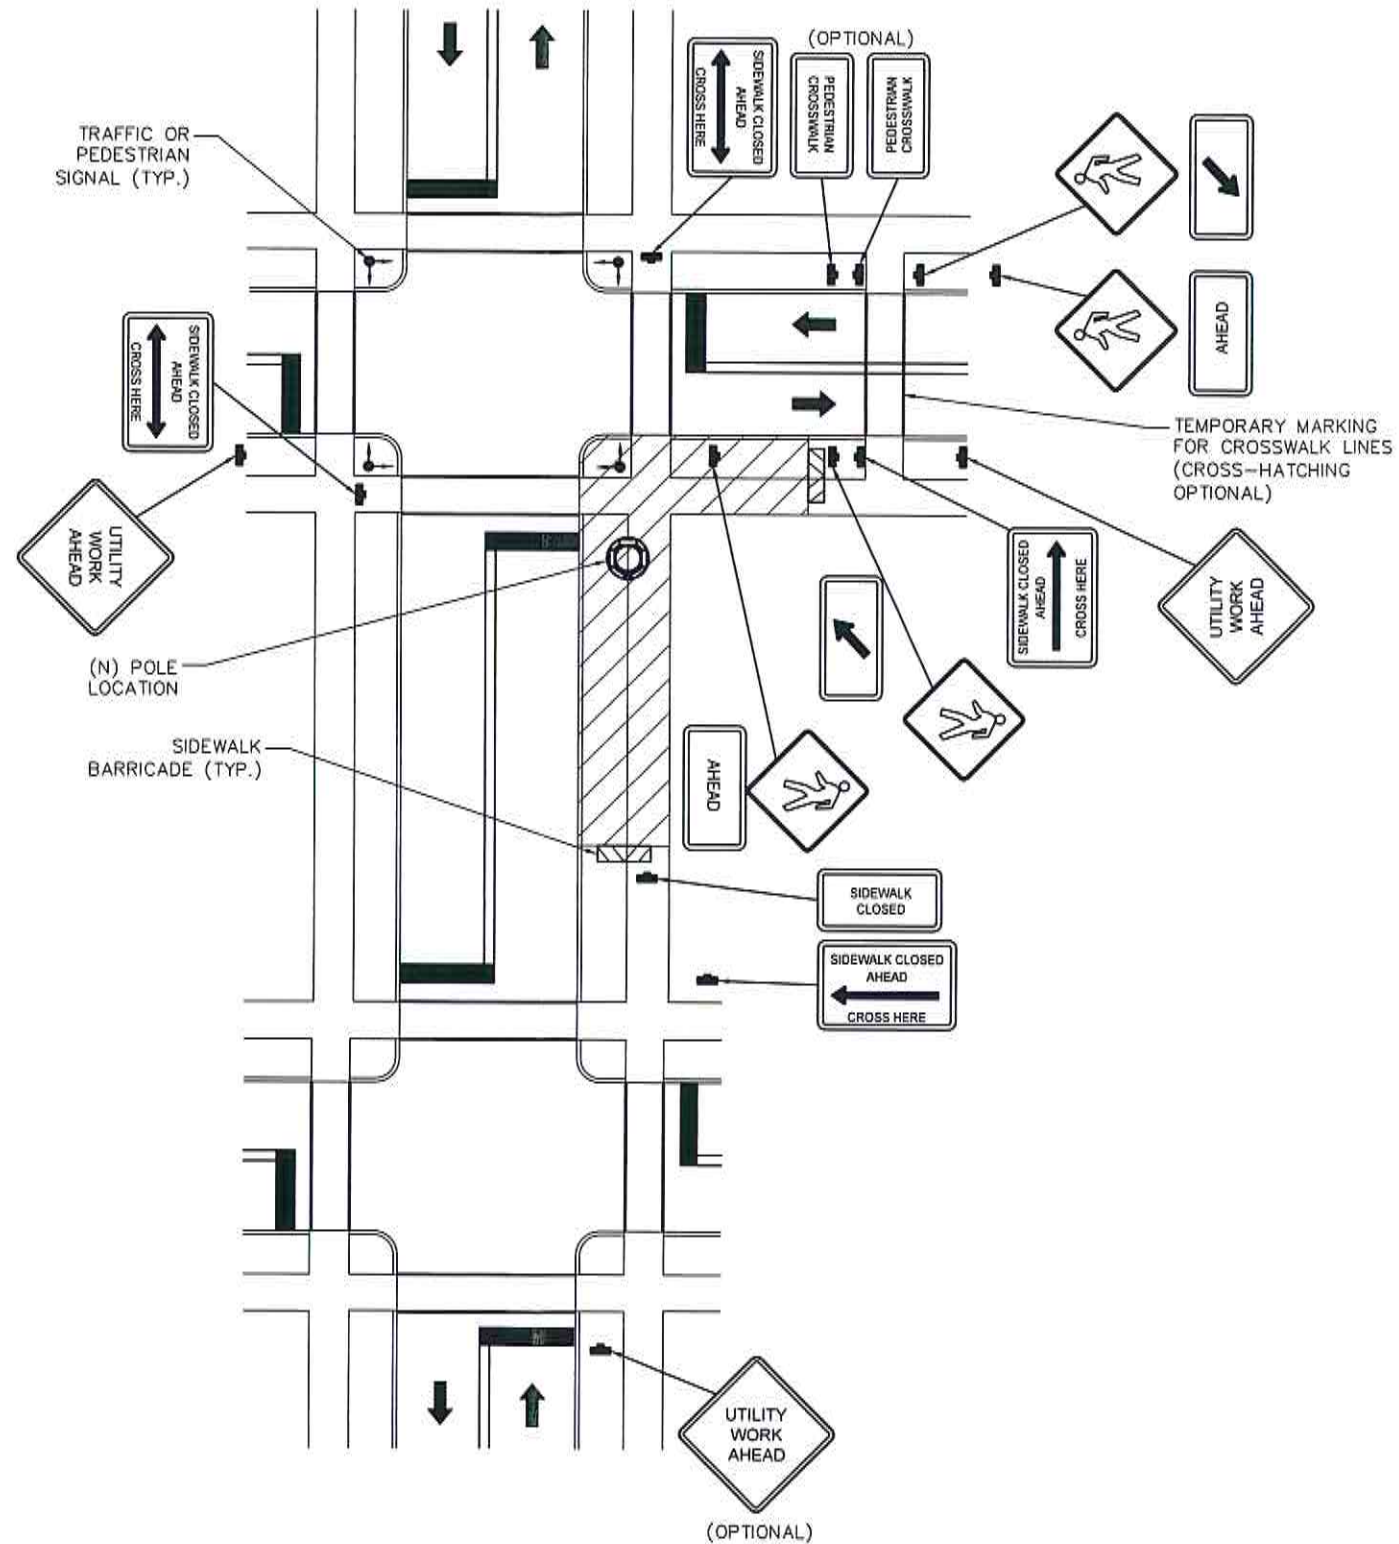 (OPTIONAL)
SIDEWALK CLOSED
AHEAD
CROSS HERE
PEDESTRIAN
CROSSWALK
PEDESTRIAN
CROSSWALK
TRAFFIC OR
PEDESTRIAN
SIGNAL (TYP.)
AHEAD
SIDEWALK CLOSED
AHEAD
CROSS HERE
TEMPORARY MARKING
FOR CROSSWALK LINES
(CROSS-HATCHING
OPTIONAL)
UTILITY
WORK
AHEAD
SIDEWALK CLOSED
AHEAD
CROSS HERE
UTILITY
WORK
AHEAD
(N) POLE
LOCATION
SIDEWALK
BARRICADE (TYP.)
AHEAD
SIDEWALK
CLOSED
SIDEWALK CLOSED
AHEAD
CROSS HERE
UTILITY
WORK
AHEAD
(OPTIONAL)